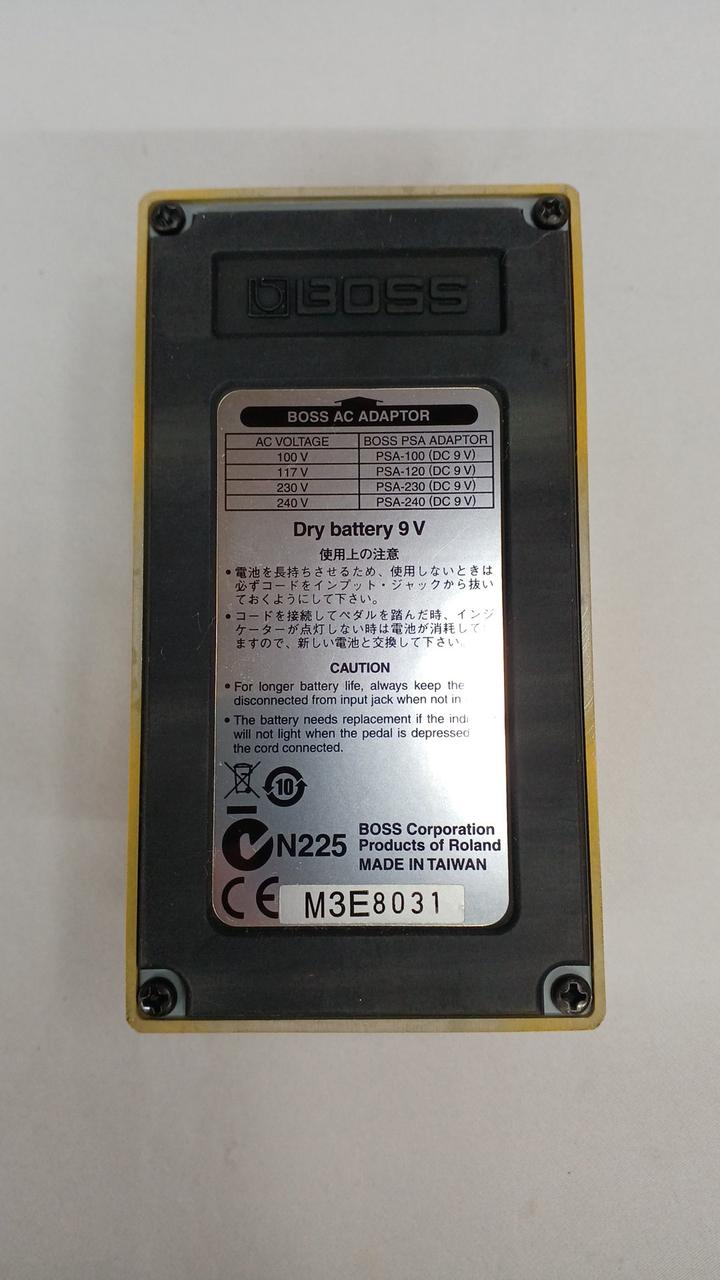 BOSS
BOSS AC ADAPTOR
AC VOLTAGE BOSS PSA ADAPTOR
100 V PSA-100 (DC 9 V)
117 V PSA-120 (DC 9 V)
230 V PSA-230 (DC 9 V)
240 V PSA-240 (DC 9 V)
Dry battery 9 V
使用上の注意
• 電池を長持ちさせるため、使用しないときは
必ずコードをインプット・ジャックから抜い
ておくようにして下さい。
• コードを接続してペダルを踏んだ時、インジ
ケーターが点灯しない時は電池が消耗して
ますので、新しい電池と交換して下さい。
CAUTION
• For longer battery life, always keep the
disconnected from input jack when not in
• The battery needs replacement if the
will not light when the pedal is depressed
the cord connected.
10
N225
BOSS Corporation
Products of Roland
MADE IN TAIWAN
CE M3E8031